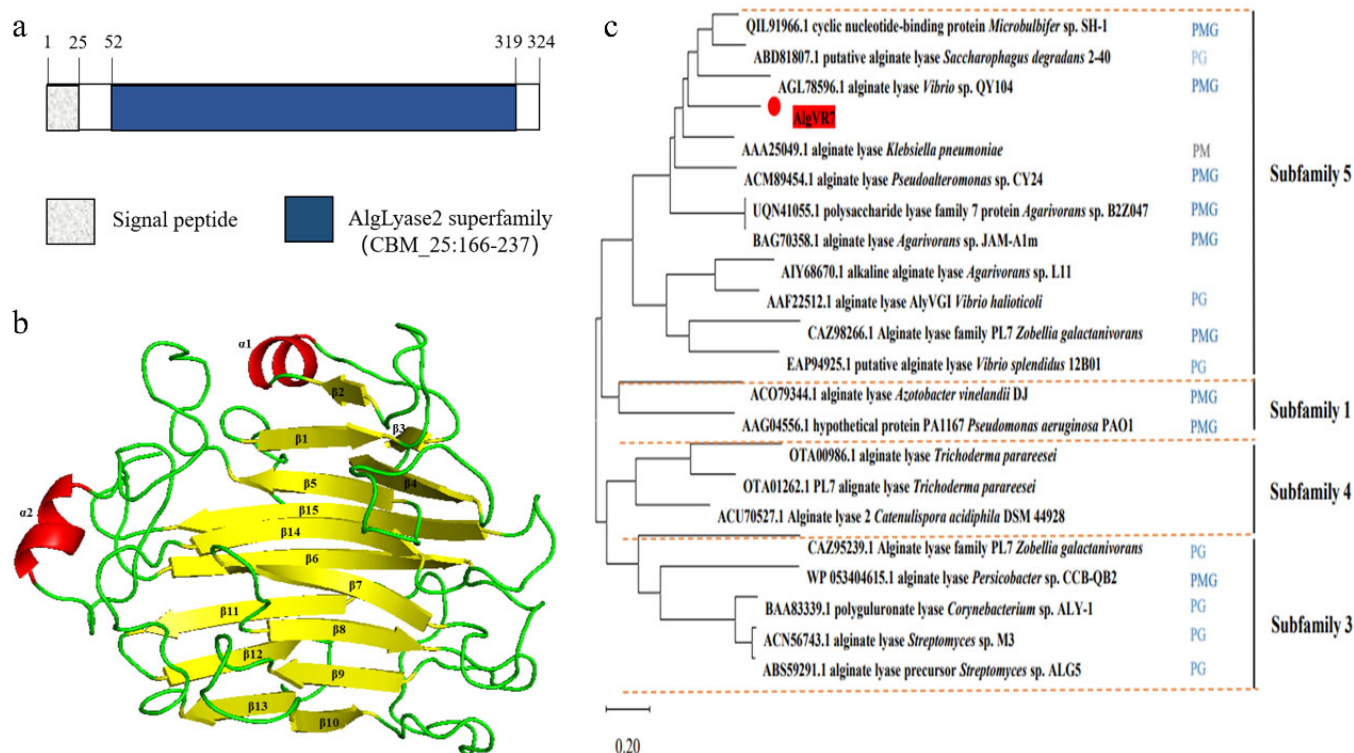 a
1 25 52 319 324
Signal peptide
AlgLyase2 superfamily
(CBM_25:166-237)
b
α1
β2
β3
β1
β4
β5
α2
β15
β14
β6
β7
β11
β8
β12
β9
β13
β10
c
QIL91966.1 cyclic nucleotide-binding protein Microbulbifer sp. SH-1 PMG
ABD81807.1 putative alginate lyase Saccharophagus degradans 2-40 PG
AGL78596.1 alginate lyase Vibrio sp. QY104 PMG
AlgVR7
AAA25049.1 alginate lyase Klebsiella pneumoniae PM
Subfamily 5
ACM89454.1 alginate lyase Pseudoalteromonas sp. CY24 PMG
UQN41055.1 polysaccharide lyase family 7 protein Agarivorans sp. B2Z047 PMG
BAG70358.1 alginate lyase Agarivorans sp. JAM-A1m PMG
AIY68670.1 alkaline alginate lyase Agarivorans sp. L11
AAF22512.1 alginate lyase AlyVGI Vibrio halioticoli PG
CAZ98266.1 Alginate lyase family PL7 Zobellia galactanivorans PMG
EAP94925.1 putative alginate lyase Vibrio splendidus 12B01 PG
ACO79344.1 alginate lyase Azotobacter vinelandii DJ PMG
Subfamily 1
AAG04556.1 hypothetical protein PA1167 Pseudomonas aeruginosa PAO1 PMG
OTA00986.1 alginate lyase Trichoderma parareesei
OTA01262.1 PL7 alignate lyase Trichoderma parareesei
Subfamily 4
ACU70527.1 Alginate lyase 2 Catenulispora acidiphila DSM 44928
CAZ95239.1 Alginate lyase family PL7 Zobellia galactanivorans PG
WP 053404615.1 alginate lyase Persicobacter sp. CCB-QB2 PMG
BAA83339.1 polyguluronate lyase Corynebacterium sp. ALY-1 PG
Subfamily 3
ACN56743.1 alginate lyase Streptomyces sp. M3 PG
ABS59291.1 alginate lyase precursor Streptomyces sp. ALG5 PG
0.20